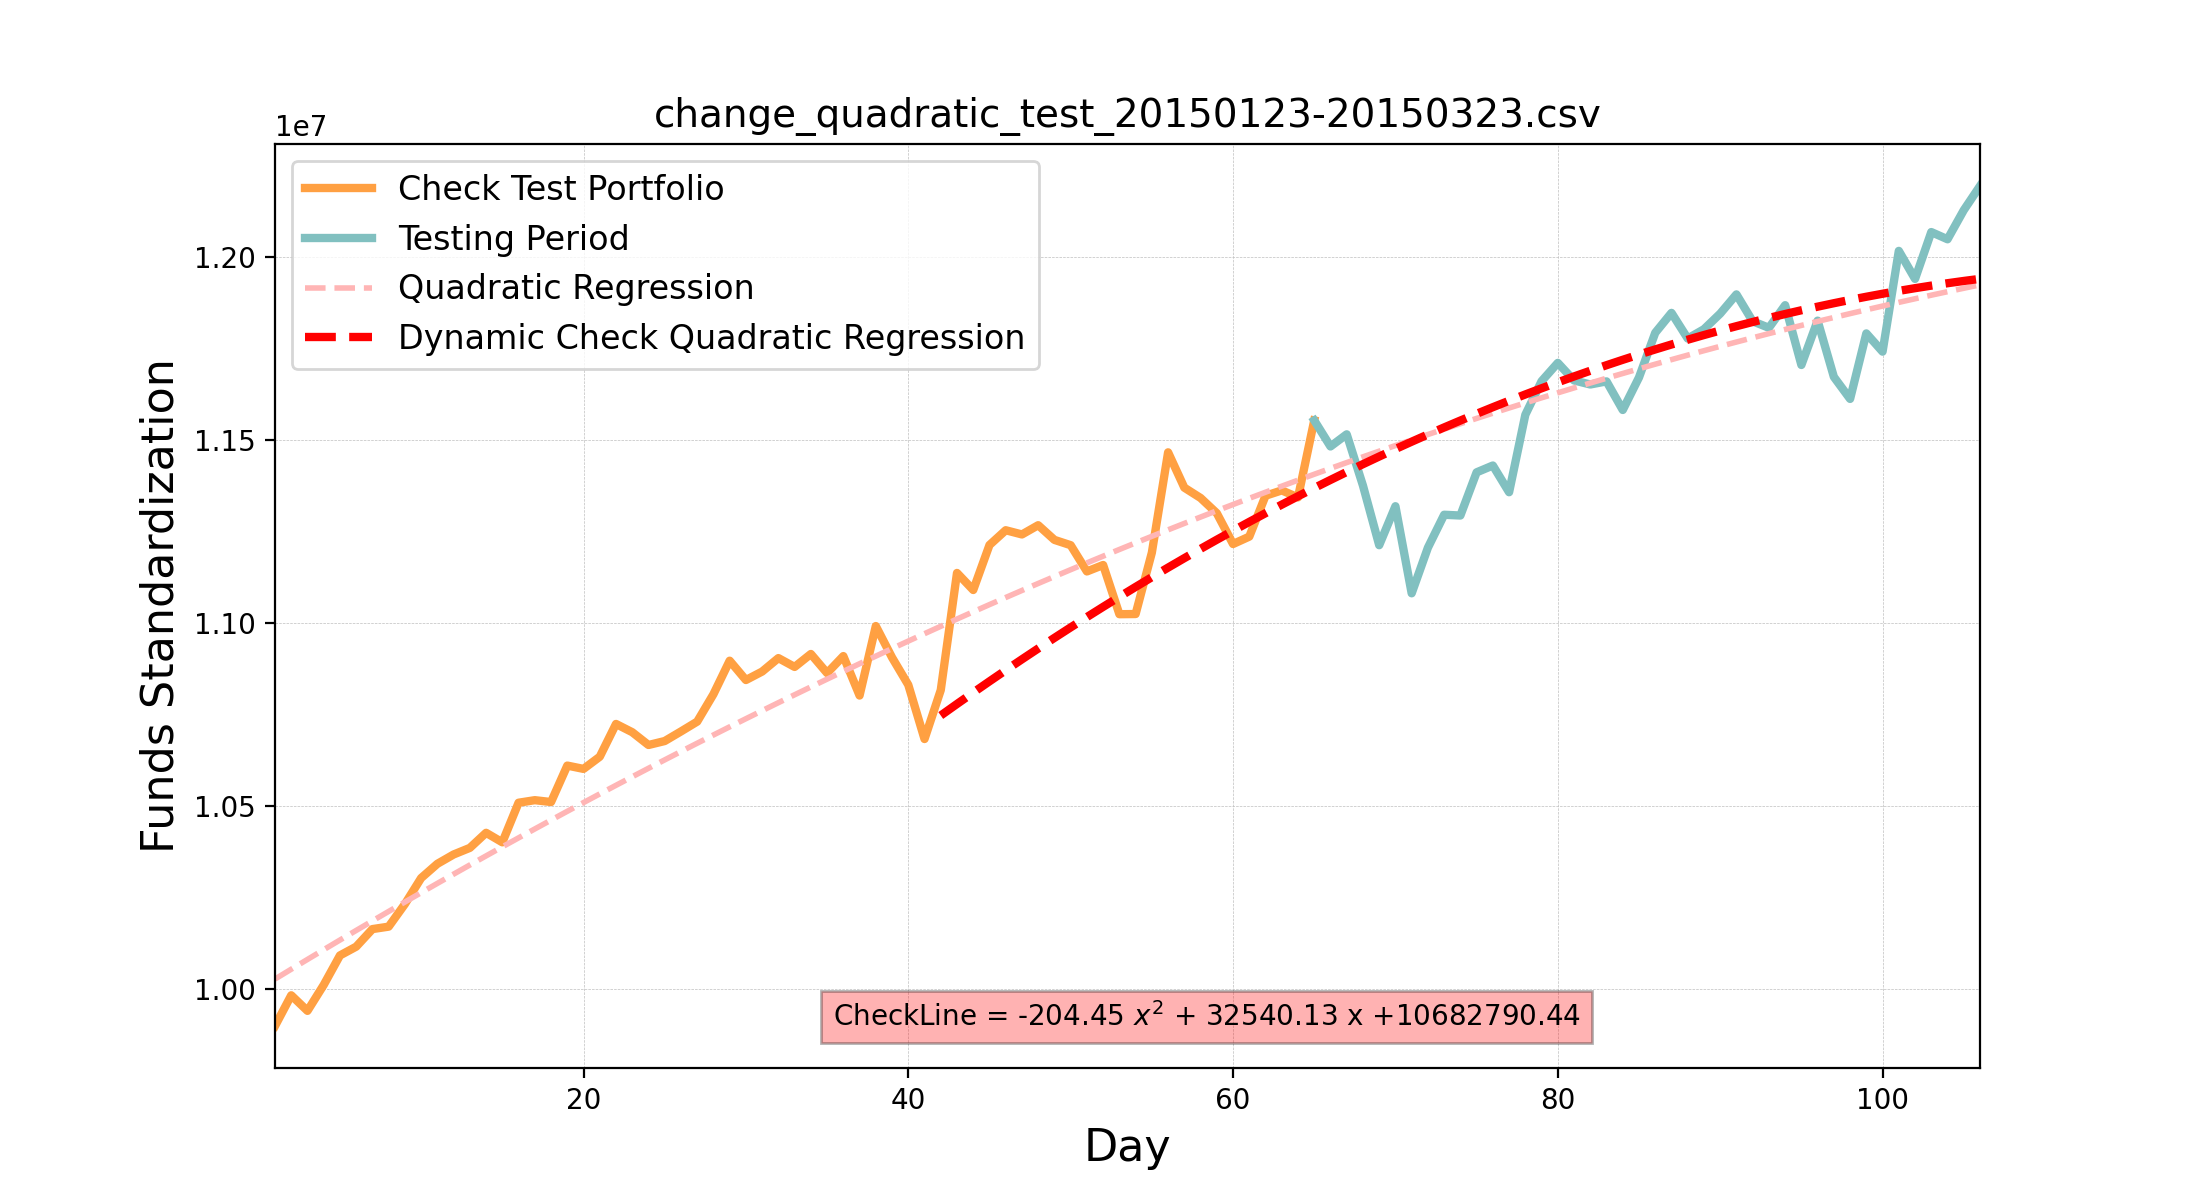 change_quadratic_test_20150123-20150323.csv
1e7
Check Test Portfolio
Testing Period
Quadratic Regression
Dynamic Check Quadratic Regression
Funds Standardization
1.20
1.15
1.10
1.05
1.00
CheckLine = -204.45 x² + 32540.13 x +10682790.44
20 40 60 80 100
Day